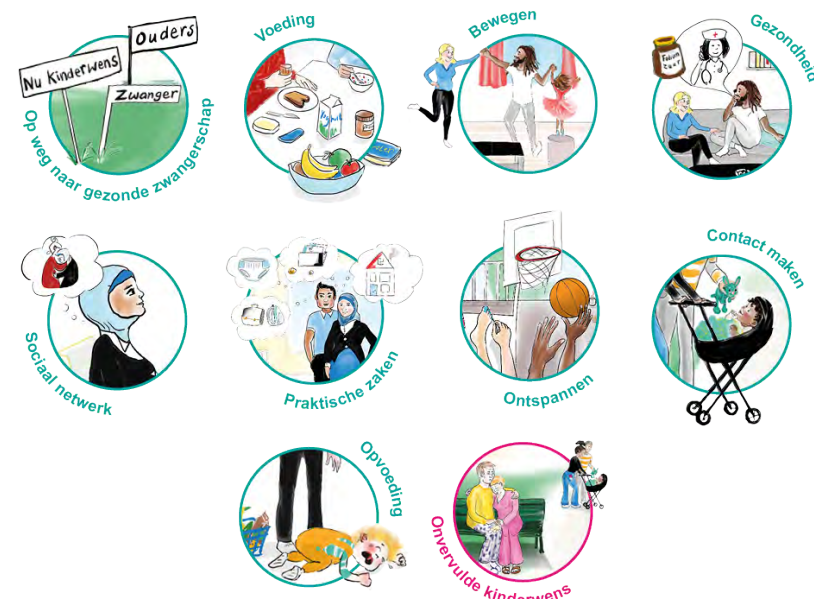 Ouders
Nu Kinderwens
Zwanger
Op weg naar gezonde zwangerschap
Voeding
Bewegen
Gezondheid
Sociaal netwerk
Praktische zaken
Ontspannen
Contact maken
Opvoeding
Onvervulde kinderwens